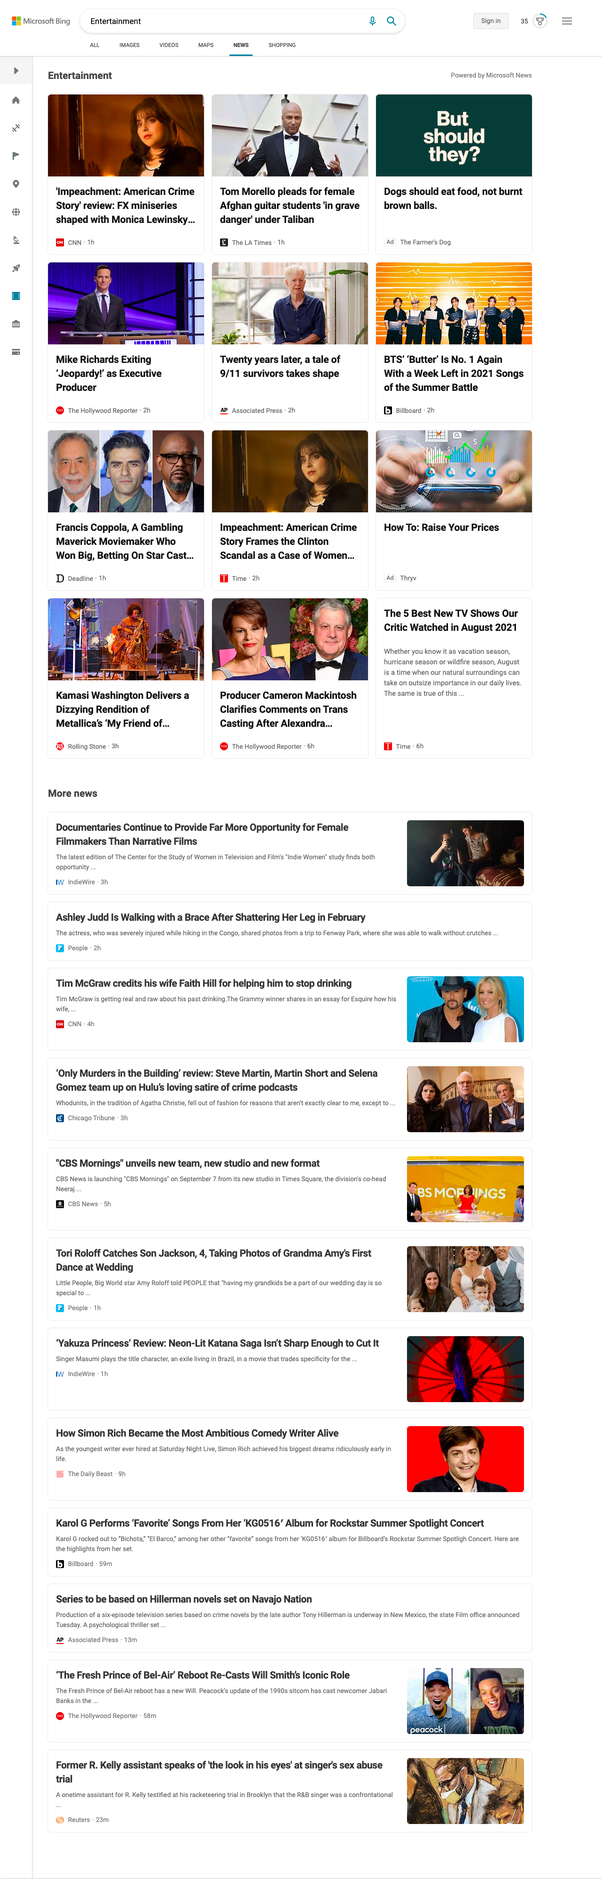 Microsoft Bing
Entertainment
Sign in
35
ALL
IMAGES
VIDEOS
MAPS
NEWS
SHOPPING
Entertainment
Powered by Microsoft News
'Impeachment: American Crime
Story' review: FX miniseries
shaped with Monica Lewinsky...
CNN · 1h
Tom Morello pleads for female
Afghan guitar students 'in grave
danger' under Taliban
The LA Times · 1h
But
should
they?
Dogs should eat food, not burnt
brown balls.
Ad The Farmer's Dog
Mike Richards Exiting
‘Jeopardy!’ as Executive
Producer
The Hollywood Reporter · 2h
Twenty years later, a tale of
9/11 survivors takes shape
AP Associated Press · 2h
BTS’ ‘Butter’ Is No. 1 Again
With a Week Left in 2021 Songs
of the Summer Battle
Billboard · 2h
Francis Coppola, A Gambling
Maverick Moviemaker Who
Won Big, Betting On Star Cast...
Deadline · 1h
Impeachment: American Crime
Story Frames the Clinton
Scandal as a Case of Women...
Time · 2h
How To: Raise Your Prices
Ad Thryv
Kamasi Washington Delivers a
Dizzying Rendition of
Metallica’s ‘My Friend of...
Rolling Stone · 3h
Producer Cameron Mackintosh
Clarifies Comments on Trans
Casting After Alexandra...
The Hollywood Reporter · 6h
The 5 Best New TV Shows Our
Critic Watched in August 2021
Whether you know it as vacation season,
hurricane season or wildfire season, August
is a time when our natural surroundings can
take on outsize importance in our daily lives.
The same is true of this ...
Time · 6h
More news
Documentaries Continue to Provide Far More Opportunity for Female
Filmmakers Than Narrative Films
The latest edition of The Center for the Study of Women in Television and Film's "Indie Women" study finds both
opportunity ...
IndieWire · 3h
Ashley Judd Is Walking with a Brace After Shattering Her Leg in February
The actress, who was severely injured while hiking in the Congo, shared photos from a trip to Fenway Park, where she was able to walk without crutches ...
People · 2h
Tim McGraw credits his wife Faith Hill for helping him to stop drinking
Tim McGraw is getting real and raw about his past drinking.The Grammy winner shares in an essay for Esquire how his
wife, ...
CNN · 4h
‘Only Murders in the Building’ review: Steve Martin, Martin Short and Selena
Gomez team up on Hulu’s loving satire of crime podcasts
Whodunits, in the tradition of Agatha Christie, fell out of fashion for reasons that aren’t exactly clear to me, except to ...
Chicago Tribune · 3h
"CBS Mornings" unveils new team, new studio and new format
CBS News is launching "CBS Mornings" on September 7 from its new studio in Times Square, the division's co-head
Neeraj ...
CBS News · 5h
BS MORNINGS
Tori Roloff Catches Son Jackson, 4, Taking Photos of Grandma Amy's First
Dance at Wedding
Little People, Big World star Amy Roloff told PEOPLE that "having my grandkids be a part of our wedding day is so
special to ...
People · 1h
‘Yakuza Princess’ Review: Neon-Lit Katana Saga Isn’t Sharp Enough to Cut It
Singer Masumi plays the title character, an exile living in Brazil, in a movie that trades specificity for the ...
IndieWire · 1h
How Simon Rich Became the Most Ambitious Comedy Writer Alive
As the youngest writer ever hired at Saturday Night Live, Simon Rich achieved his biggest dreams ridiculously early in
life.
The Daily Beast · 9h
Karol G Performs ‘Favorite’ Songs From Her ‘KG0516’ Album for Rockstar Summer Spotlight Concert
Karol G rocked out to “Bichota,” “El Barco,” among her other “favorite” songs from her ‘KG0516’ album for Billboard’s Rockstar Summer Spotligh Concert. Here are
the highlights from her set.
Billboard · 59m
Series to be based on Hillerman novels set on Navajo Nation
Production of a six-episode television series based on crime novels by the late author Tony Hillerman is underway in New Mexico, the state Film office announced
Tuesday. A psychological thriller set ...
AP Associated Press · 13m
‘The Fresh Prince of Bel-Air’ Reboot Re-Casts Will Smith’s Iconic Role
The Fresh Prince of Bel-Air reboot has a new Will. Peacock’s update of the 1990s sitcom has cast newcomer Jabari
Banks in the ...
The Hollywood Reporter · 58m
peacock
Former R. Kelly assistant speaks of 'the look in his eyes' at singer's sex abuse
trial
A onetime assistant for R. Kelly testified at his racketeering trial in Brooklyn that the R&B singer was a confrontational
...
Reuters · 23m